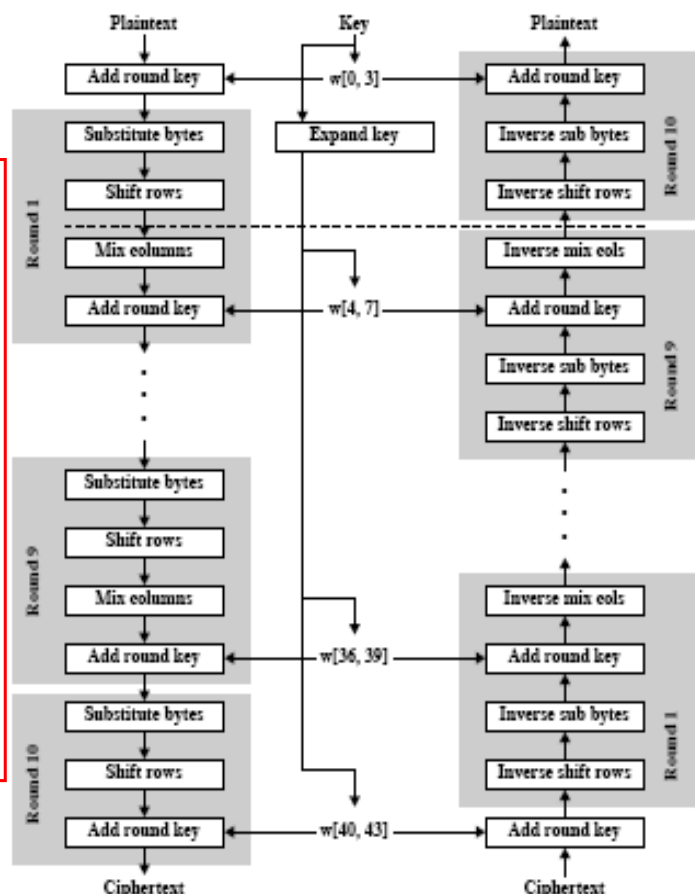 Plaintext
Key
Plaintext
Add round key
w[0, 3]
Add round key
Substitute bytes
Expand key
Inverse sub bytes
Round 10
Shift rows
Inverse shift rows
Round 1
Mix columns
Inverse mix cols
Add round key
w[4, 7]
Add round key
Inverse sub bytes
Round 9
Inverse shift rows
Substitute bytes
Shift rows
Round 9
Mix columns
Inverse mix cols
Add round key
w[36, 39]
Add round key
Substitute bytes
Inverse sub bytes
Round 1
Shift rows
Inverse shift rows
Round 10
Add round key
w[40, 43]
Add round key
Ciphertext
Ciphertext